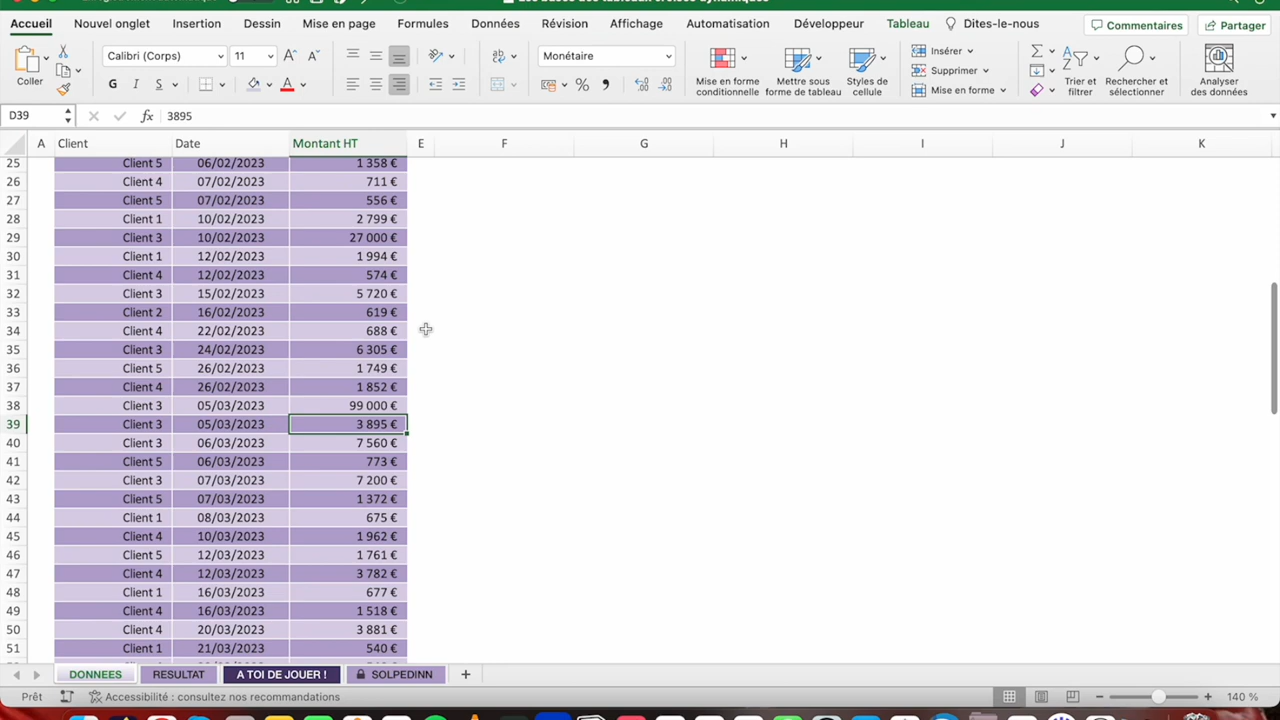 Les bases des tableaux croisés dynamiques
Accueil Nouvel onglet Insertion Dessin Mise en page Formules Données Révision Affichage Automatisation Développeur Tableau Dites-le-nous Commentaires Partager
Coller Calibri (Corps) 11 G I S Monétaire Mise en forme conditionnelle Mettre sous forme de tableau Styles de cellule Insérer Supprimer Mise en forme Trier et filtrer Rechercher et sélectionner Analyser des données
D39 fx 3895
A Client Date Montant HT E F G H I J K
25 Client 5 06/02/2023 1 358 €
26 Client 4 07/02/2023 711 €
27 Client 5 07/02/2023 556 €
28 Client 1 10/02/2023 2 799 €
29 Client 3 10/02/2023 27 000 €
30 Client 1 12/02/2023 1 994 €
31 Client 4 12/02/2023 574 €
32 Client 3 15/02/2023 5 720 €
33 Client 2 16/02/2023 619 €
34 Client 4 22/02/2023 688 €
35 Client 3 24/02/2023 6 305 €
36 Client 5 26/02/2023 1 749 €
37 Client 4 26/02/2023 1 852 €
38 Client 3 05/03/2023 99 000 €
39 Client 3 05/03/2023 3 895 €
40 Client 3 06/03/2023 7 560 €
41 Client 5 06/03/2023 773 €
42 Client 3 07/03/2023 7 200 €
43 Client 5 07/03/2023 1 372 €
44 Client 1 08/03/2023 675 €
45 Client 4 10/03/2023 1 962 €
46 Client 5 12/03/2023 1 761 €
47 Client 4 12/03/2023 3 782 €
48 Client 1 16/03/2023 677 €
49 Client 4 16/03/2023 1 518 €
50 Client 4 20/03/2023 3 881 €
51 Client 1 21/03/2023 540 €
DONNEES RESULTAT A TOI DE JOUER ! SOLPEDINN
Prêt Accessibilité : consultez nos recommandations 140 %